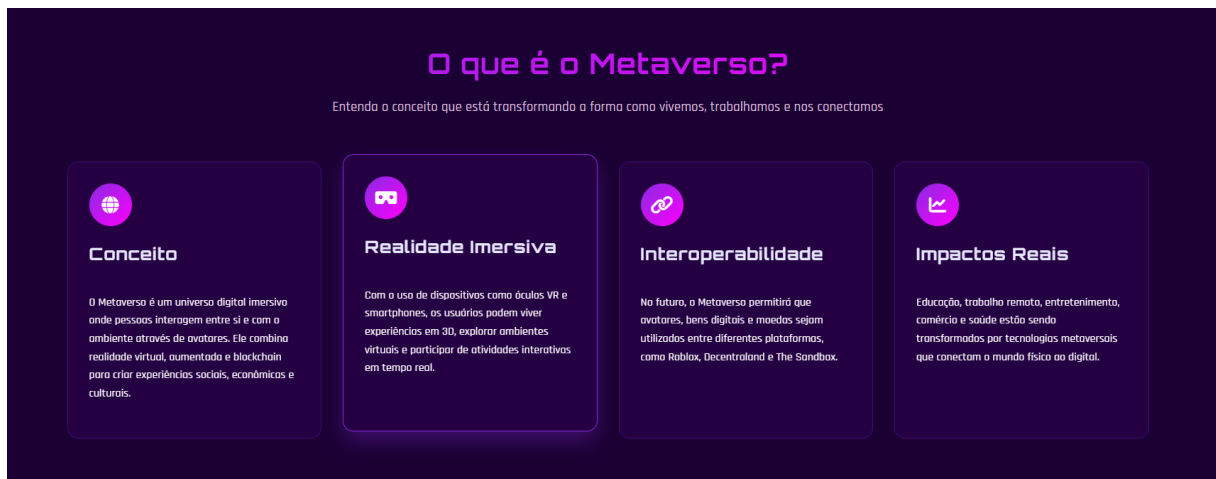 O que é o Metaverso?
Entenda o conceito que está transformando a forma como vivemos, trabalhamos e nos conectamos
Conceito
O Metaverso é um universo digital imersivo
onde pessoas interagem entre si e com o
ambiente através de avatares. Ele combina
realidade virtual, aumentada e blockchain
para criar experiências sociais, econômicas e
culturais.
Realidade Imersiva
Com o uso de dispositivos como óculos VR e
smartphones, os usuários podem viver
experiências em 3D, explorar ambientes
virtuais e participar de atividades interativas
em tempo real.
Interoperabilidade
No futuro, o Metaverso permitirá que
avatares, bens digitais e moedas sejam
utilizados entre diferentes plataformas,
como Roblox, Decentraland e The Sandbox.
Impactos Reais
Educação, trabalho remoto, entretenimento,
comércio e saúde estão sendo
transformados por tecnologias metaversais
que conectam o mundo físico ao digital.